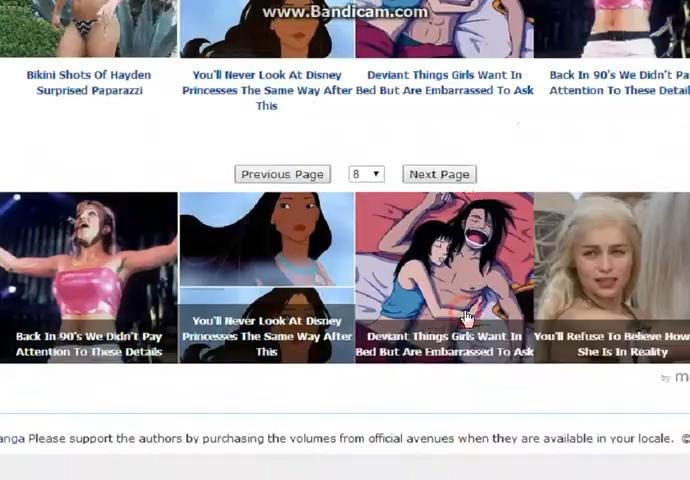 www.Bandicam.com
Bikini Shots Of Hayden
Surprised Paparazzi
You'll Never Look At Disney
Princesses The Same Way After
This
Deviant Things Girls Want In
Bed But Are Embarrassed To Ask
Back In 90's We Didn't Pa
Attention To These Detail
Previous Page
8
Next Page
Back In 90's We Didn't Pay
Attention To These Details
You'll Never Look At Disney
Princesses The Same Way After
This
Deviant Things Girls Want In
Bed But Are Embarrassed To Ask
You'll Refuse To Believe How
She Is In Reality
by m
anga Please support the authors by purchasing the volumes from official avenues when they are available in your locale. ©